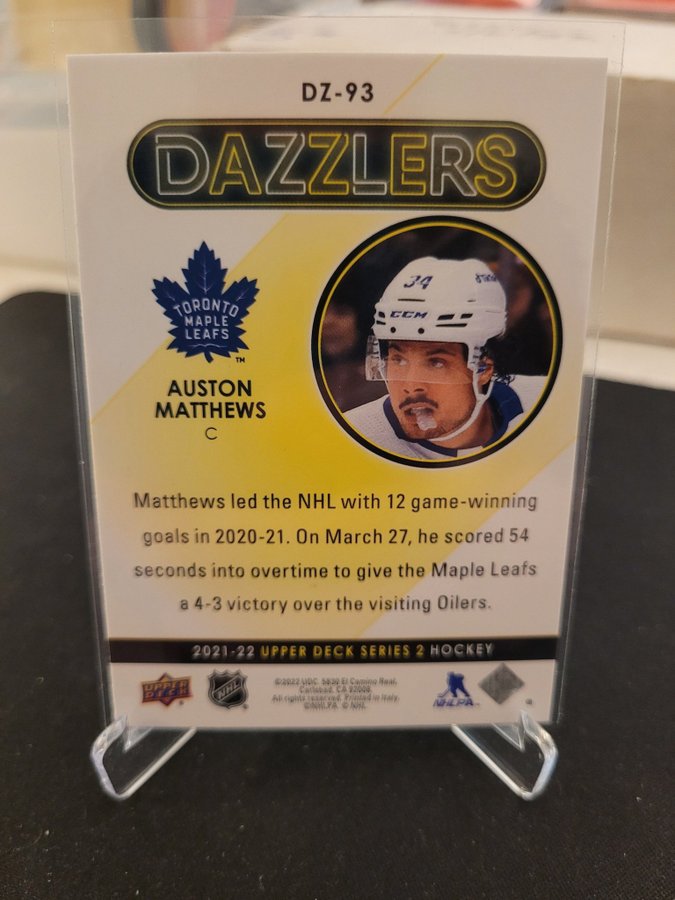 DZ-93
DAZZLERS
TORONTO
MAPLE
LEAFS
TM
34
CCM
AUSTON
MATTHEWS
C
Matthews led the NHL with 12 game-winning
goals in 2020-21. On March 27, he scored 54
seconds into overtime to give the Maple Leafs
a 4-3 victory over the visiting Oilers.
2021-22 UPPER DECK SERIES 2 HOCKEY
UPPER
DECK
NHL
©2022 UDC. 5830 El Camino Real,
Carlsbad, CA 92008.
All rights reserved. Printed in Italy.
©NHLPA. © NHL.
NHLPA